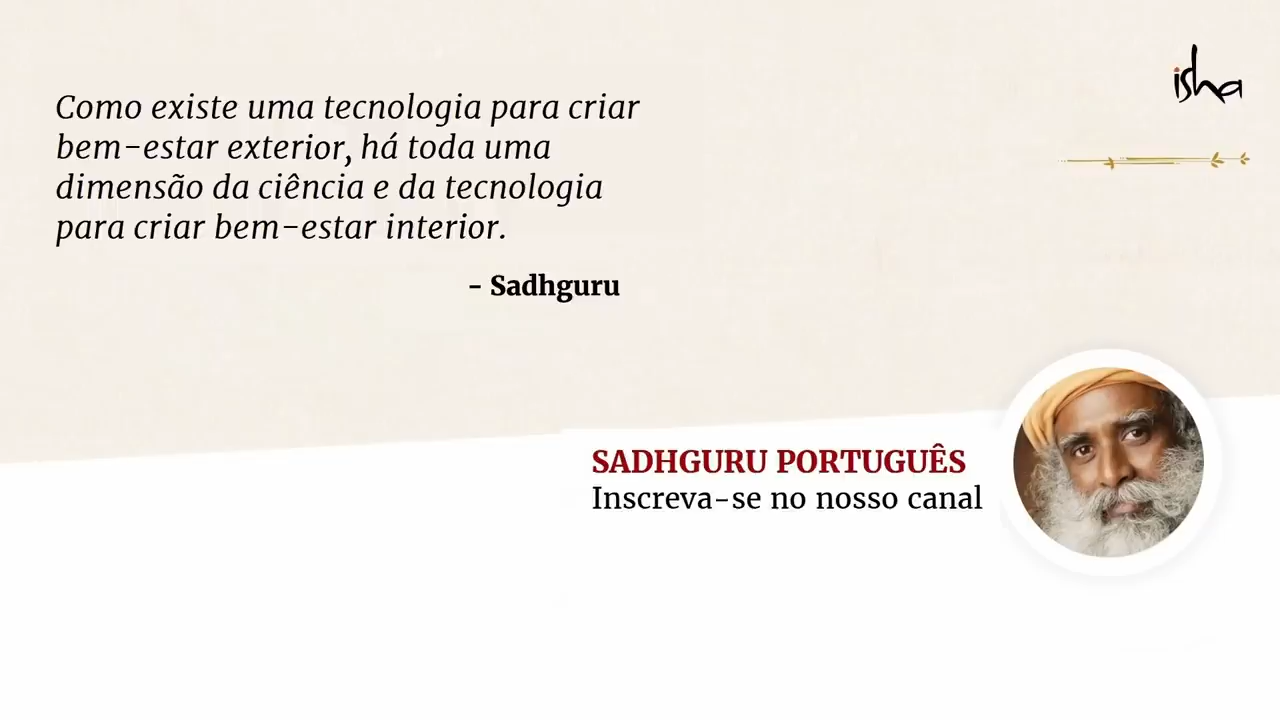 isha
Como existe uma tecnologia para criar
bem-estar exterior, há toda uma
dimensão da ciência e da tecnologia
para criar bem-estar interior.
- Sadhguru
SADHGURU PORTUGUÊS
Inscreva-se no nosso canal